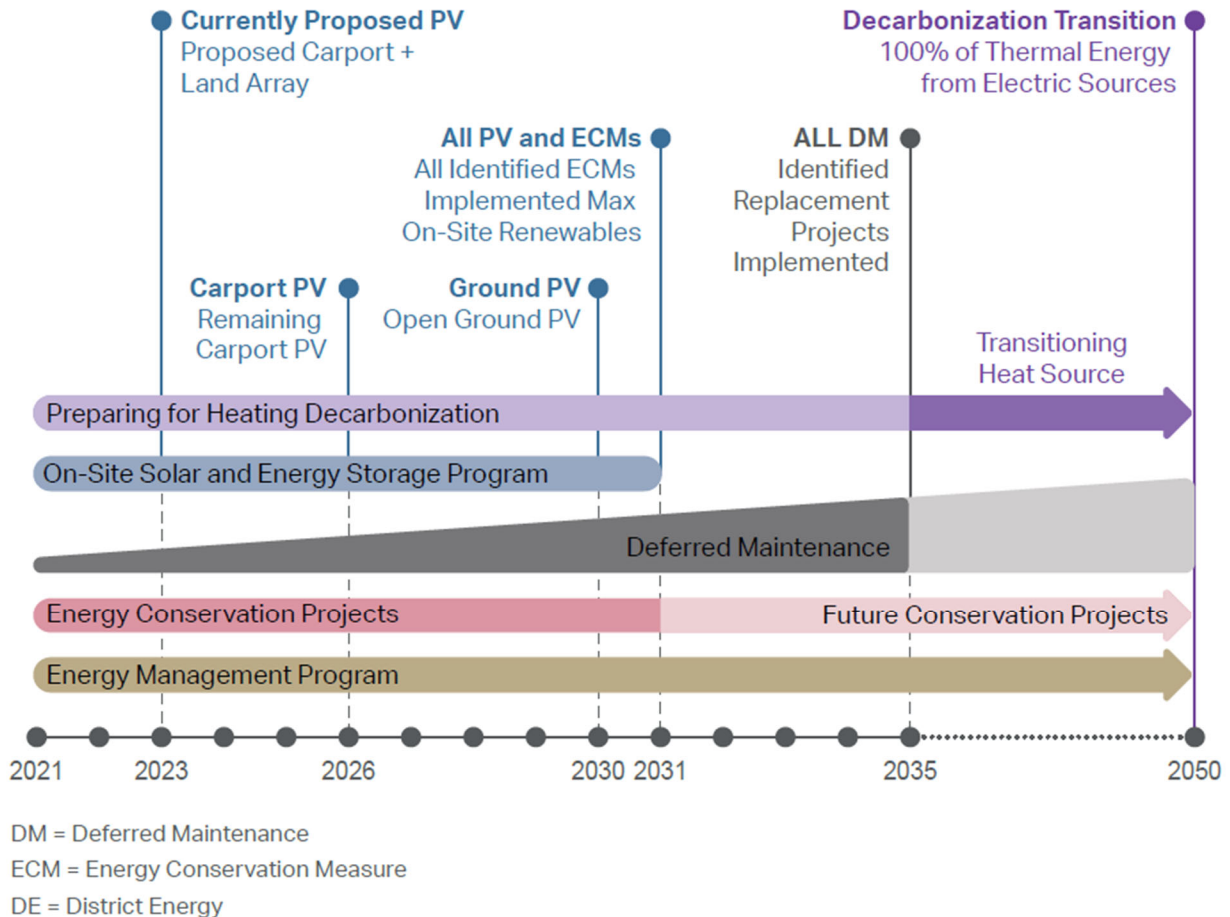 Currently Proposed PV
Proposed Carport +
Land Array
Decarbonization Transition
100% of Thermal Energy
from Electric Sources
All PV and ECMs
All Identified ECMs
Implemented Max
On-Site Renewables
ALL DM
Identified
Replacement
Projects
Implemented
Carport PV
Remaining
Carport PV
Ground PV
Open Ground PV
Transitioning
Heat Source
Preparing for Heating Decarbonization
On-Site Solar and Energy Storage Program
Deferred Maintenance
Energy Conservation Projects
Future Conservation Projects
Energy Management Program
2021 2023 2026 2030 2031 2035 2050
DM = Deferred Maintenance
ECM = Energy Conservation Measure
DE = District Energy